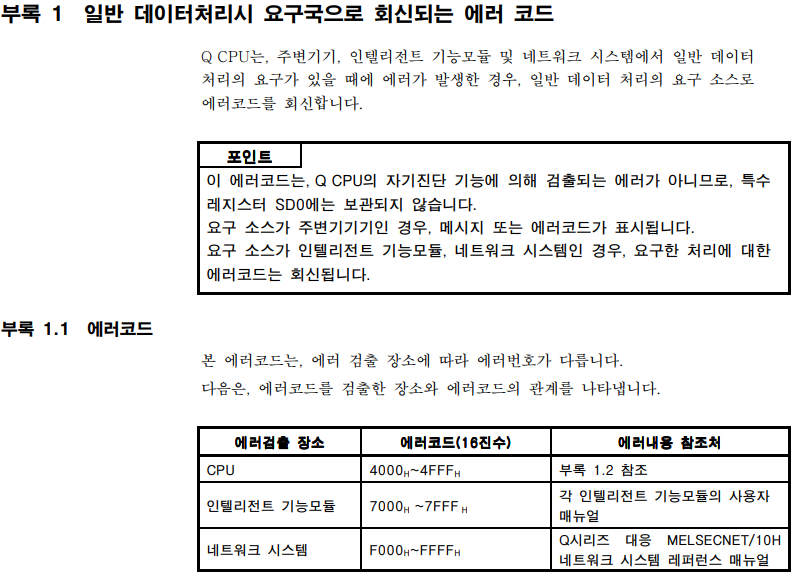 부록 1 일반 데이터처리시 요구국으로 회신되는 에러 코드
Q CPU는, 주변기기, 인텔리전트 기능모듈 및 네트워크 시스템에서 일반 데이터
처리의 요구가 있을 때에 에러가 발생한 경우, 일반 데이터 처리의 요구 소스로
에러코드를 회신합니다.
포인트
이 에러코드는, Q CPU의 자기진단 기능에 의해 검출되는 에러가 아니므로, 특수
레지스터 SD0에는 보관되지 않습니다.
요구 소스가 주변기기기인 경우, 메시지 또는 에러코드가 표시됩니다.
요구 소스가 인텔리전트 기능모듈, 네트워크 시스템인 경우, 요구한 처리에 대한
에러코드는 회신됩니다.
부록 1.1 에러코드
본 에러코드는, 에러 검출 장소에 따라 에러번호가 다릅니다.
다음은, 에러코드를 검출한 장소와 에러코드의 관계를 나타냅니다.
에러검출 장소 에러코드(16진수) 에러내용 참조처
CPU 4000H~4FFFH 부록 1.2 참조
인텔리전트 기능모듈 7000H ~7FFF H 각 인텔리전트 기능모듈의 사용자
매뉴얼
네트워크 시스템 F000H~FFFFH Q시리즈 대응 MELSECNET/10H
네트워크 시스템 레퍼런스 매뉴얼